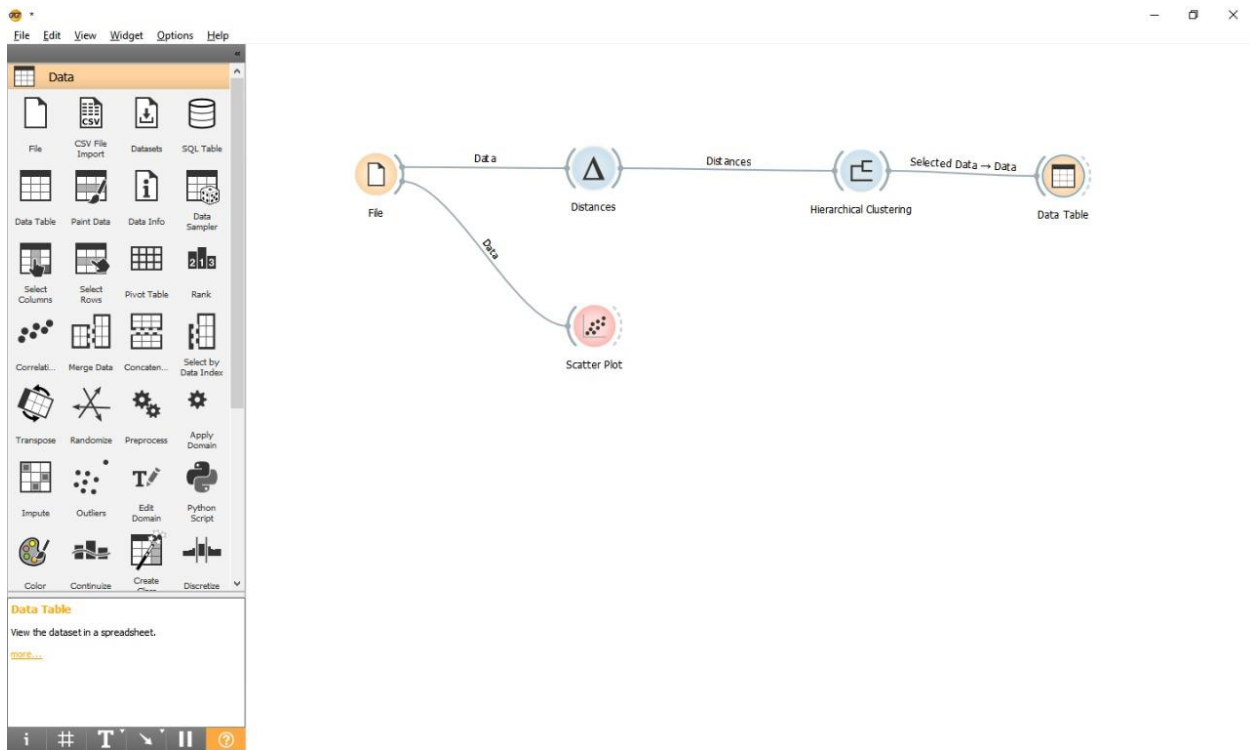 File Edit View Widget Options Help
Data
File
CSV File
Import
Datasets
SQL Table
Data Table
Paint Data
Data Info
Data
Sampler
Select
Columns
Select
Rows
Pivot Table
Rank
Correlati...
Merge Data
Concaten...
Select by
Data Index
Transpose
Randomize
Preprocess
Apply
Domain
Impute
Outliers
Edit
Domain
Python
Script
Color
Continuize
Create
Class
Discretize
Data Table
View the dataset in a spreadsheet.
more...
Data
Distances
Selected Data → Data
File
Distances
Hierarchical Clustering
Data Table
Data
Scatter Plot